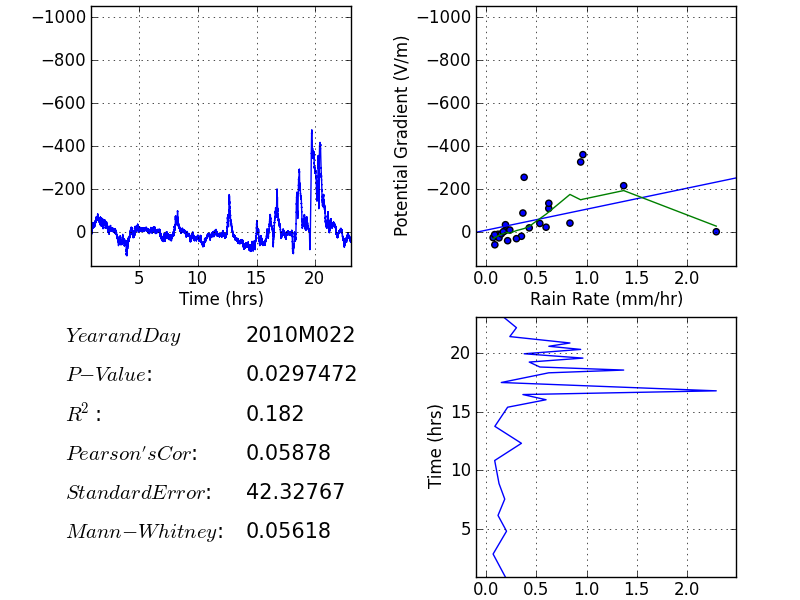 −1000
−800
−600
−400
−200
0
5 10 15 20
Time (hrs)
Potential Gradient (V/m)
−1000
−800
−600
−400
−200
0
0.0 0.5 1.0 1.5 2.0
Rain Rate (mm/hr)
YearandDay 2010M022
P−Value: 0.0297472
R²: 0.182
Pearson'sCor: 0.05878
StandardError: 42.32767
Mann−Whitney: 0.05618
Time (hrs)
20
15
10
5
0.0 0.5 1.0 1.5 2.0